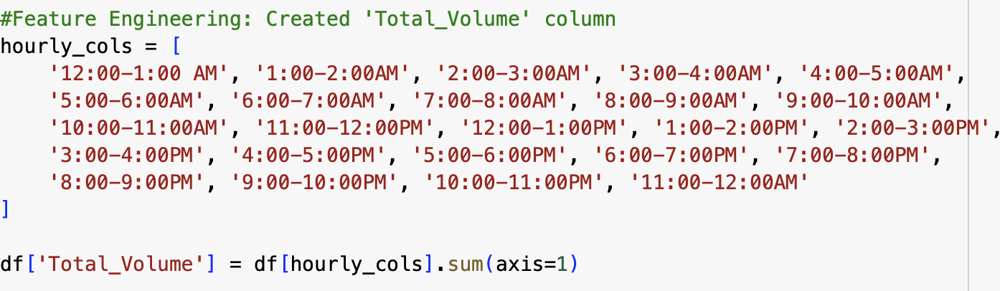 #Feature Engineering: Created 'Total_Volume' column
hourly_cols = [
    '12:00-1:00 AM', '1:00-2:00AM', '2:00-3:00AM', '3:00-4:00AM', '4:00-5:00AM',
    '5:00-6:00AM', '6:00-7:00AM', '7:00-8:00AM', '8:00-9:00AM', '9:00-10:00AM',
    '10:00-11:00AM', '11:00-12:00PM', '12:00-1:00PM', '1:00-2:00PM', '2:00-3:00PM',
    '3:00-4:00PM', '4:00-5:00PM', '5:00-6:00PM', '6:00-7:00PM', '7:00-8:00PM',
    '8:00-9:00PM', '9:00-10:00PM', '10:00-11:00PM', '11:00-12:00AM'
]
df['Total_Volume'] = df[hourly_cols].sum(axis=1)